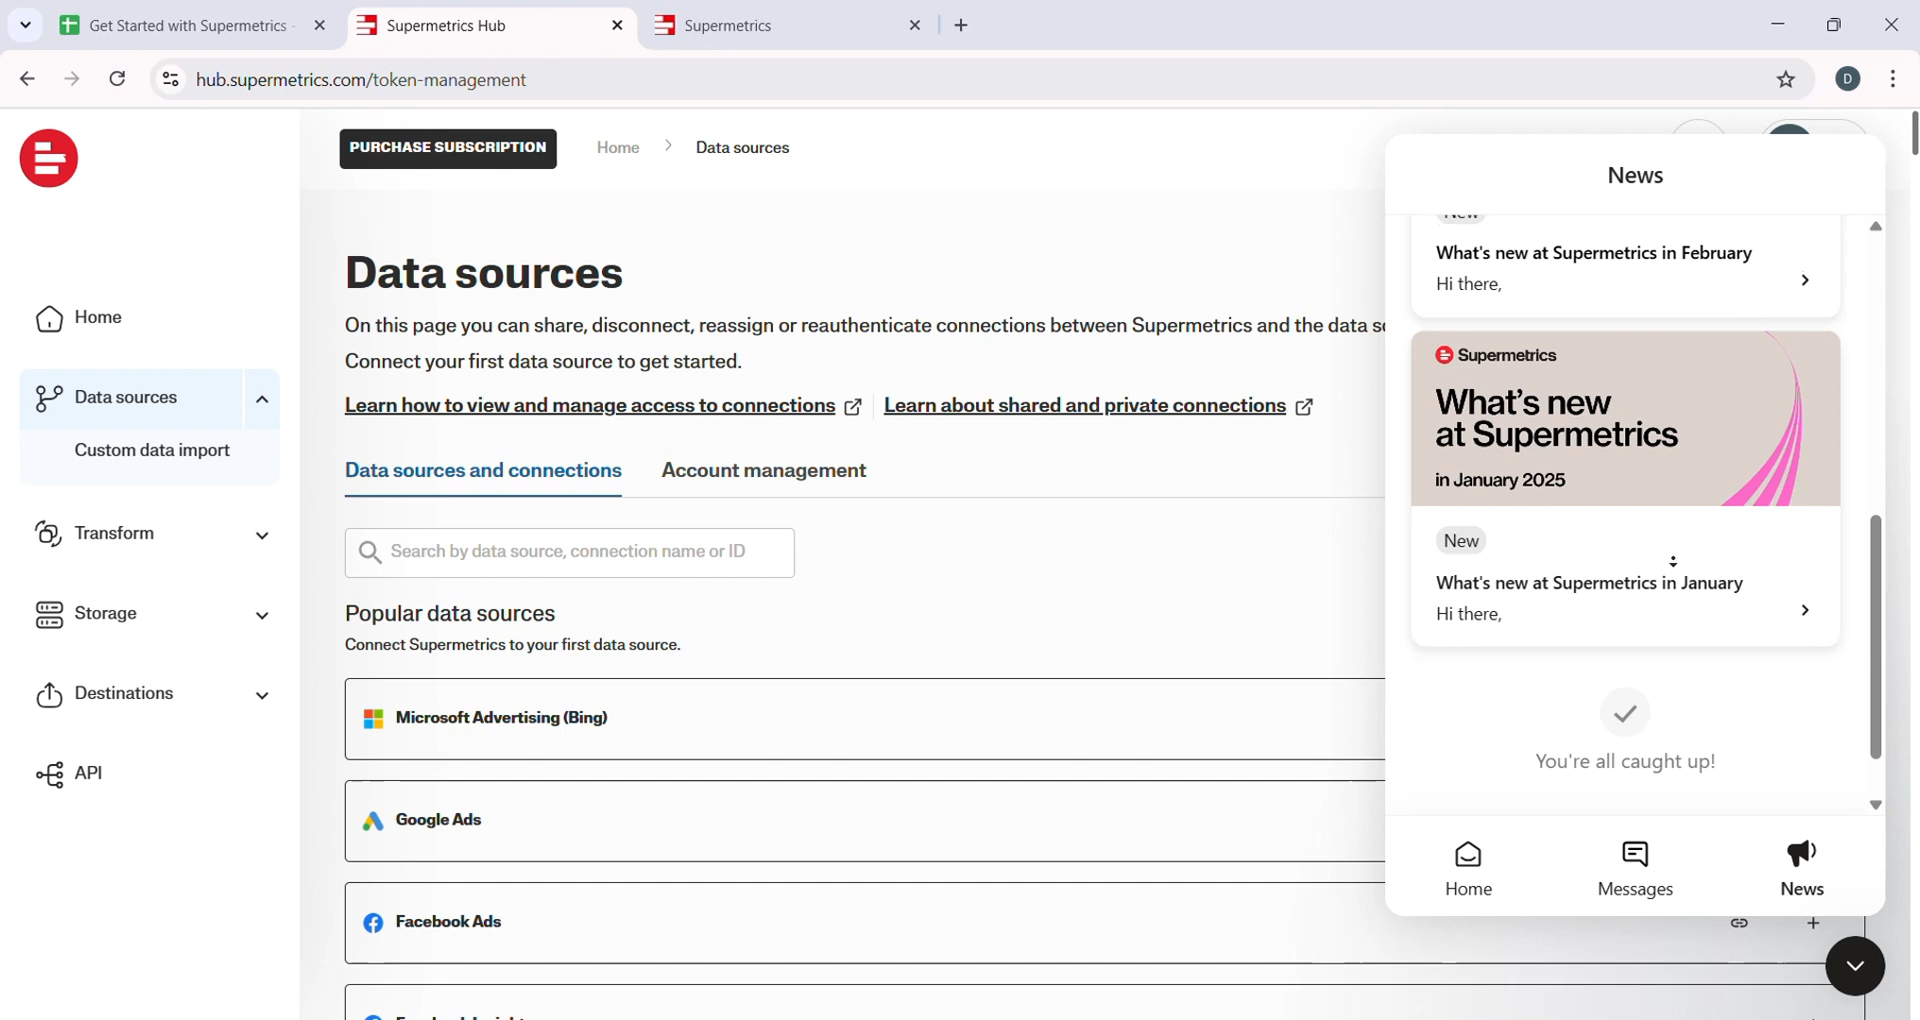 Get Started with Supermetrics -
Supermetrics Hub
Supermetrics
hub.supermetrics.com/token-management
D
PURCHASE SUBSCRIPTION
Home
Data sources
Home
Data sources
Custom data import
Transform
Storage
Destinations
API
Data sources
On this page you can share, disconnect, reassign or reauthenticate connections between Supermetrics and the data
Connect your first data source to get started.
Learn how to view and manage access to connections
Learn about shared and private connections
Data sources and connections
Account management
Search by data source, connection name or ID
Popular data sources
Connect Supermetrics to your first data source.
Microsoft Advertising (Bing)
Google Ads
Facebook Ads
News
New
What's new at Supermetrics in February
Hi there,
Supermetrics
What's new
at Supermetrics
in January 2025
New
What's new at Supermetrics in January
Hi there,
You're all caught up!
Home
Messages
News